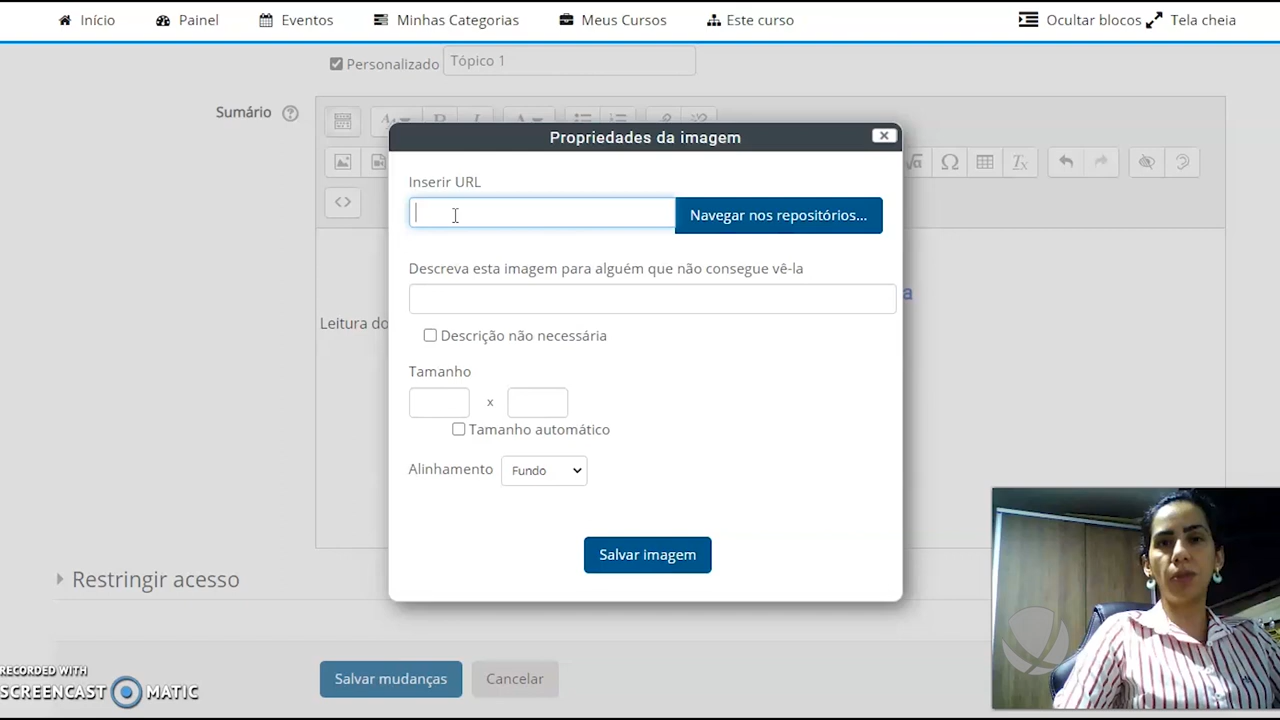 Início Painel Eventos Minhas Categorias Meus Cursos Este curso Ocultar blocos Tela cheia
Personalizado Tópico 1
Sumário
Propriedades da imagem
Inserir URL
Navegar nos repositórios...
Descreva esta imagem para alguém que não consegue vê-la
Descrição não necessária
Leitura do
Tamanho
x
Tamanho automático
Alinhamento Fundo
Salvar imagem
Restringir acesso
Salvar mudanças Cancelar
RECORDED WITH
SCREENCAST MATIC